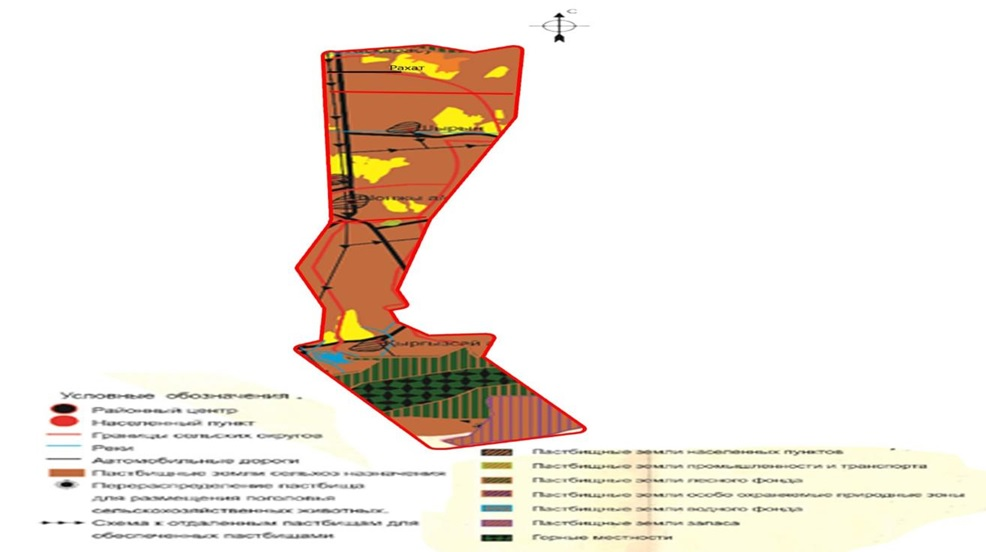 С
Рахат
Шырын
Шонжы а
Кыргызсай
Условные обозначения.
Районный центр
Населенный пункт
Границы сельских округов
Реки
Автомобильные дороги
Пастбищные земли сельхоз назначения
Перераспределение пастбища
для размещения поголовья
сельскохозяйственных животных.
Схема к отдаленным пастбищам для
обеспеченных пастбищами
Пастбищные земли населенных пунктов
Пастбищные земли промышленности и транспорта
Пастбищные земли лесного фонда
Пастбищные земли особо охраняемые природные зоны
Пастбищные земли водного фонда
Пастбищные земли запаса
Горные местности